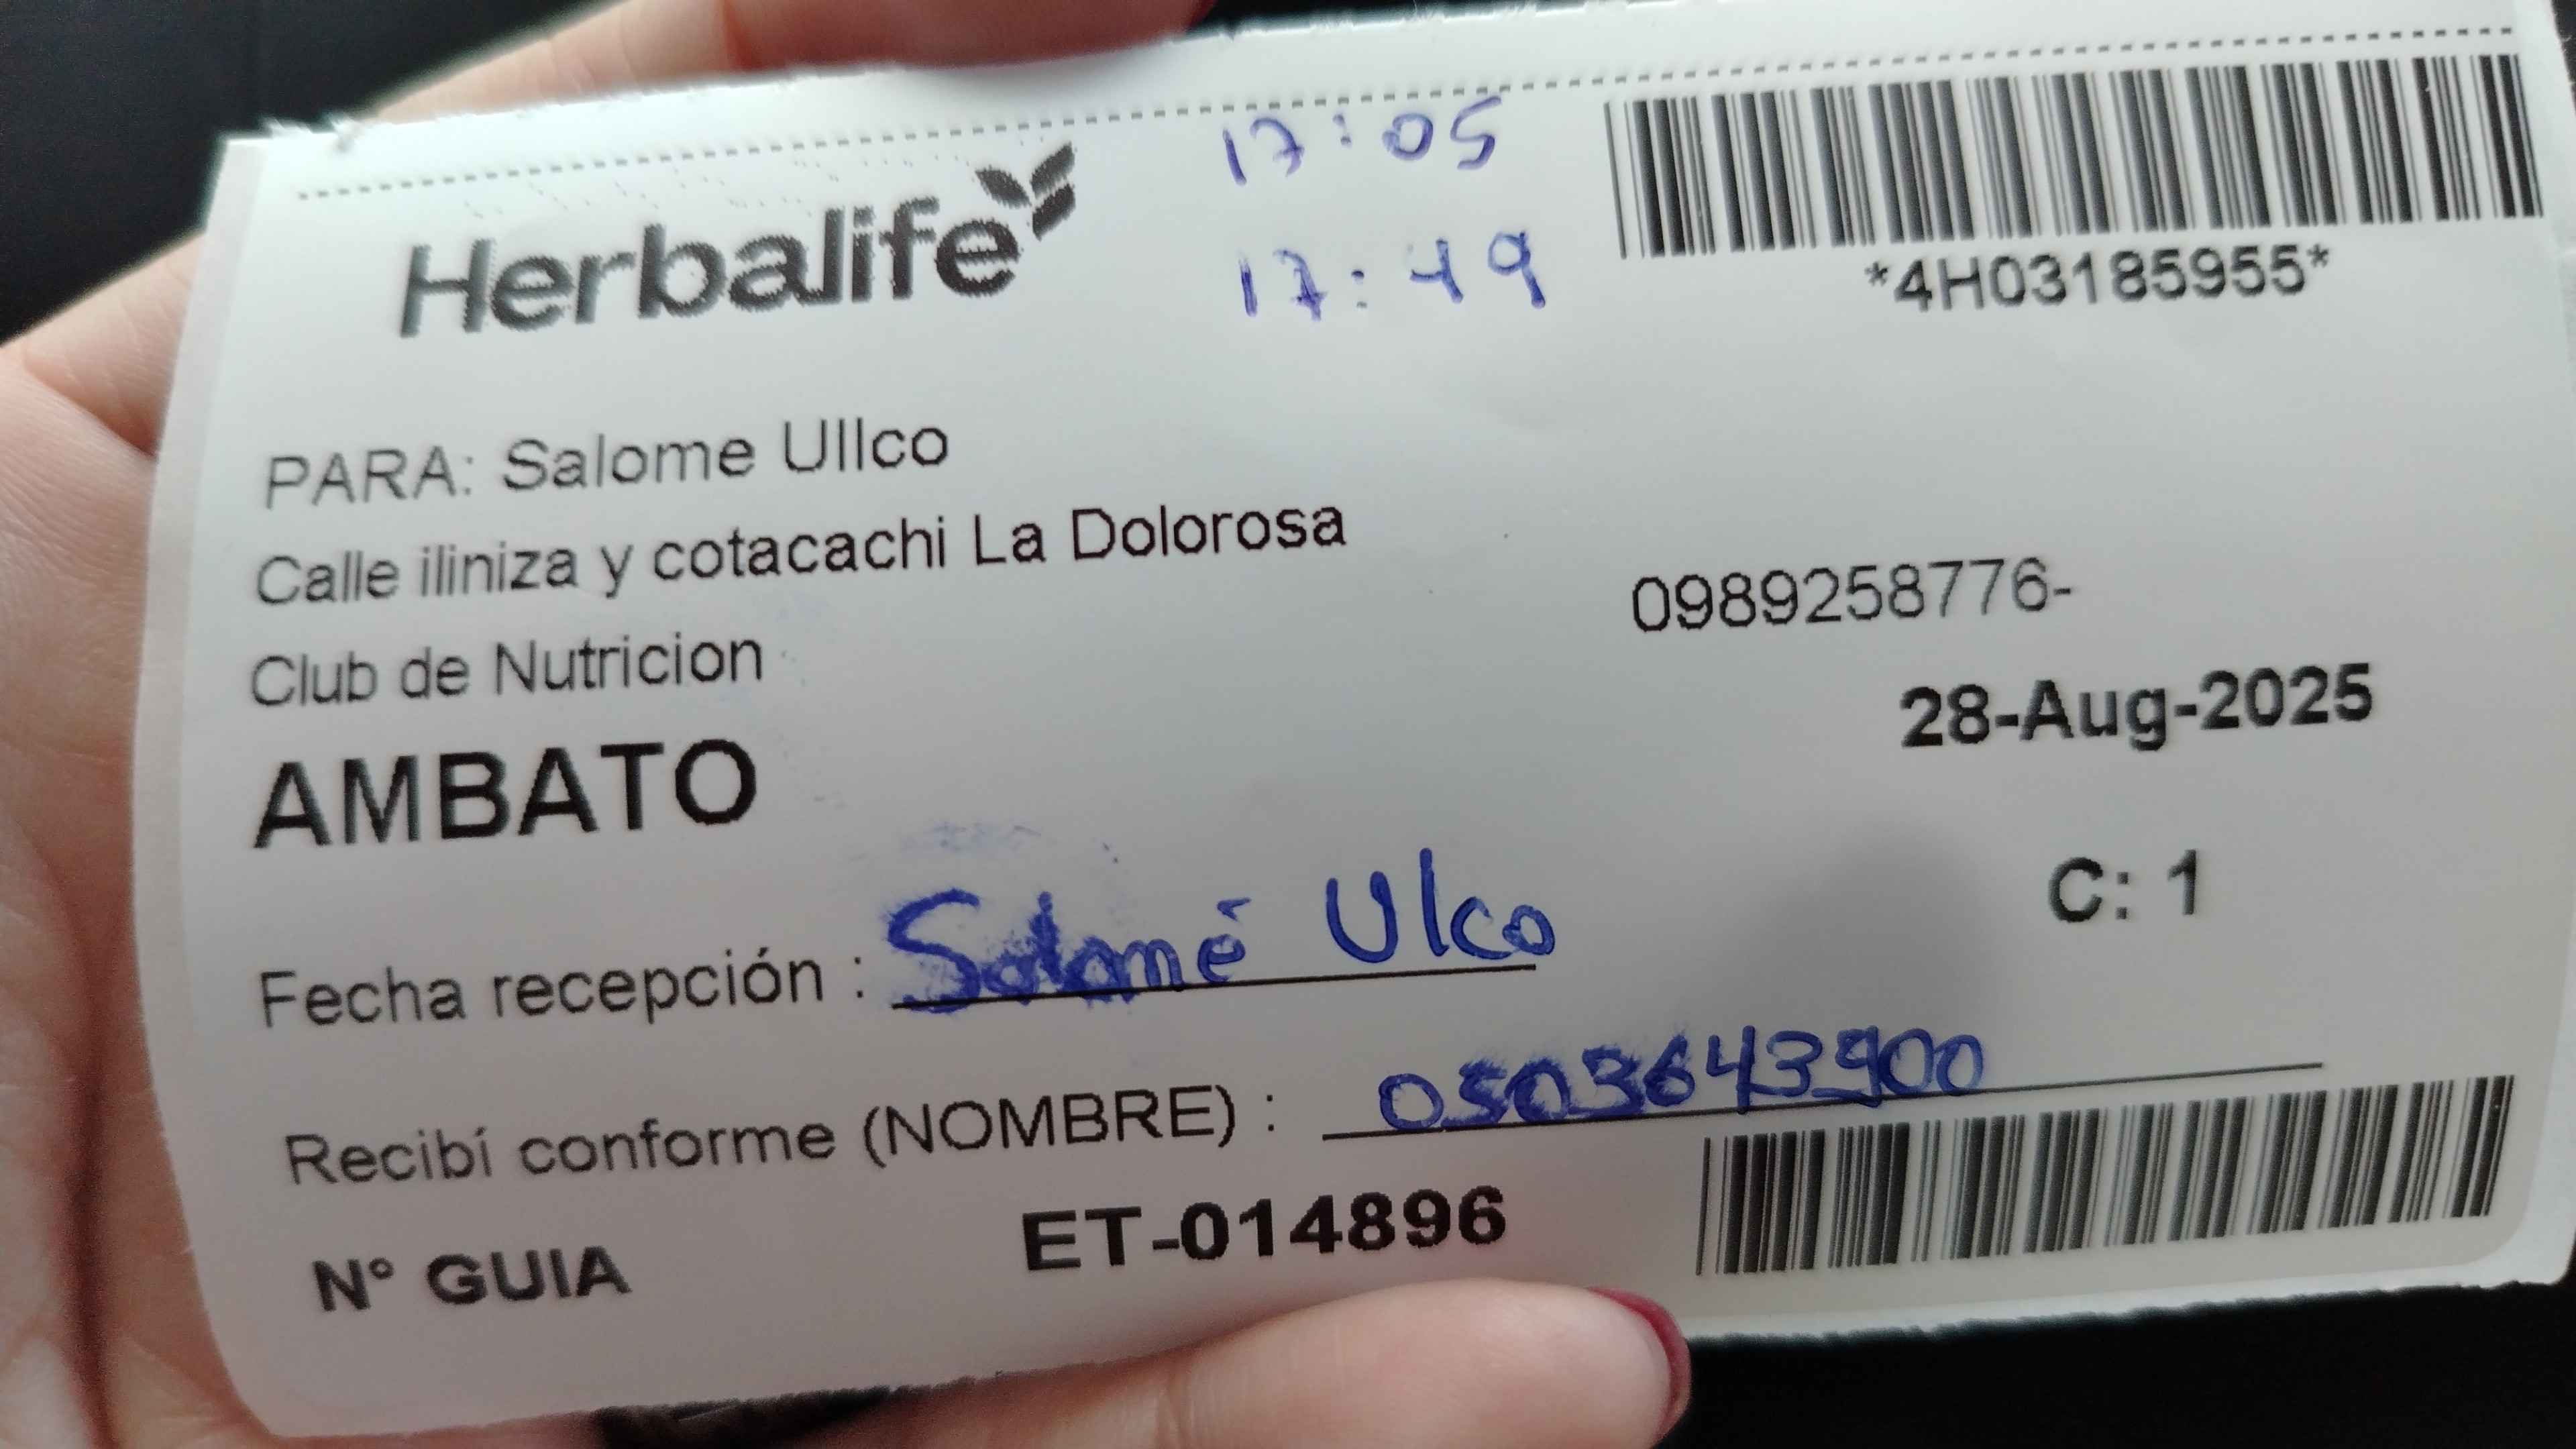 Herbalife
17:05
17:49
*4H03185955*
PARA: Salome Ullco
Calle iliniza y cotacachi La Dolorosa
0989258776-
Club de Nutricion
28-Aug-2025
AMBATO
C: 1
Fecha recepción : Salomé Ulco
Recibí conforme (NOMBRE) : 0503643900
N° GUIA ET-014896